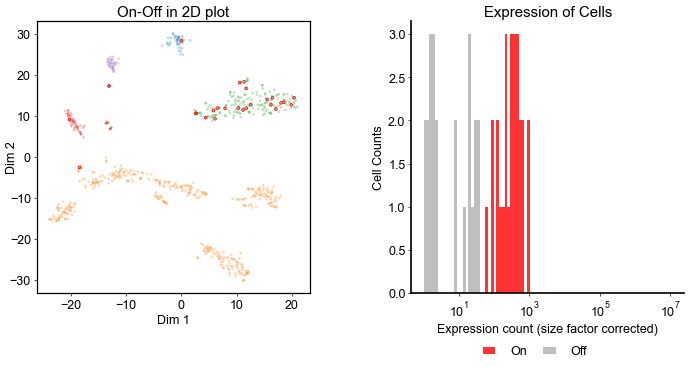 On-Off in 2D plot
30
20
10
0
−10
−20
−30
Dim 2
−20 −10 0 10 20
Dim 1
Expression of Cells
3.0
2.5
2.0
1.5
1.0
0.5
0.0
Cell Counts
10^1 10^3 10^5 10^7
Expression count (size factor corrected)
On Off